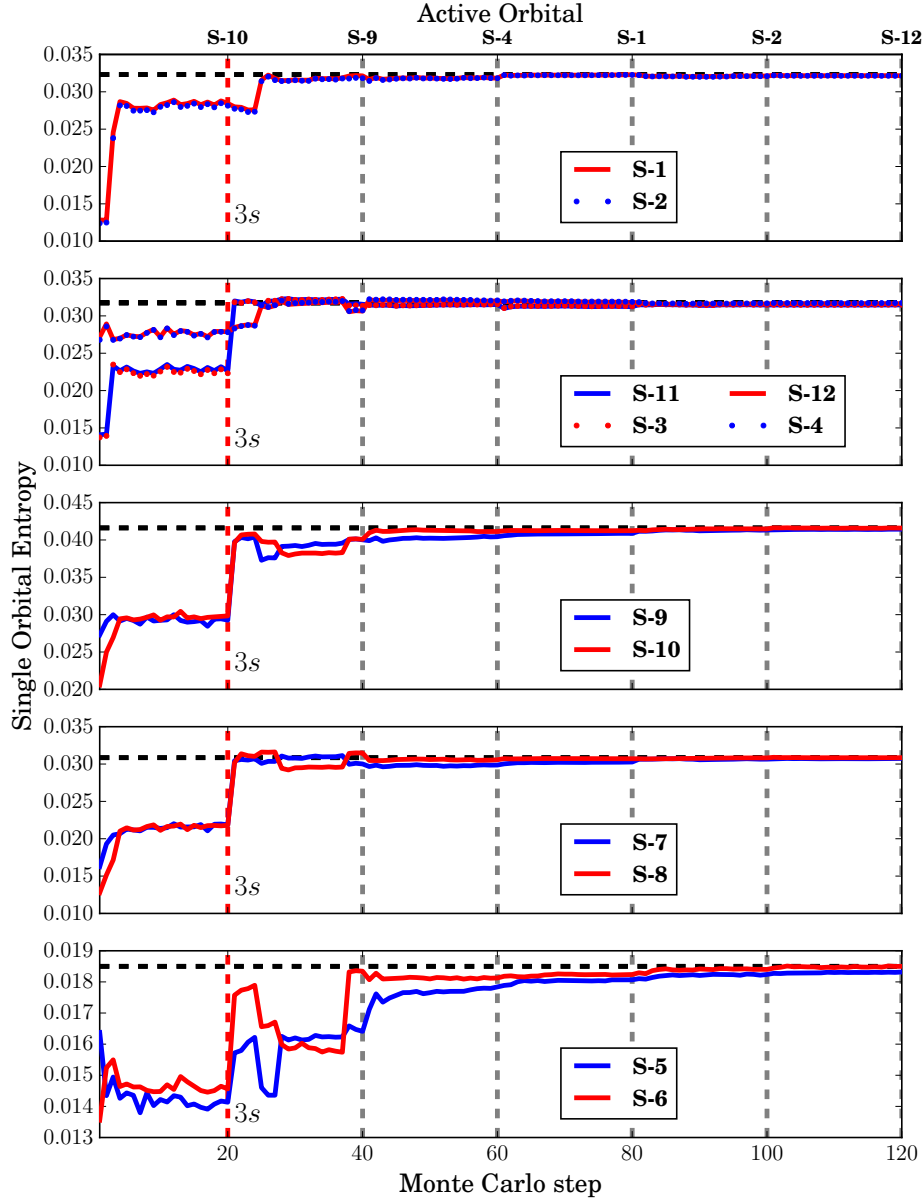 Active Orbital
S-10 S-9 S-4 S-1 S-2 S-12
0.035
0.030
0.025
0.020
0.015
0.010
3s
S-1
S-2
0.035
0.030
0.025
0.020
0.015
0.010
3s
S-11 S-12
S-3 S-4
Single Orbital Entropy
0.045
0.040
0.035
0.030
0.025
0.020
3s
S-9
S-10
0.035
0.030
0.025
0.020
0.015
0.010
3s
S-7
S-8
0.019
0.018
0.017
0.016
0.015
0.014
0.013
3s
S-5
S-6
20 40 60 80 100 120
Monte Carlo step